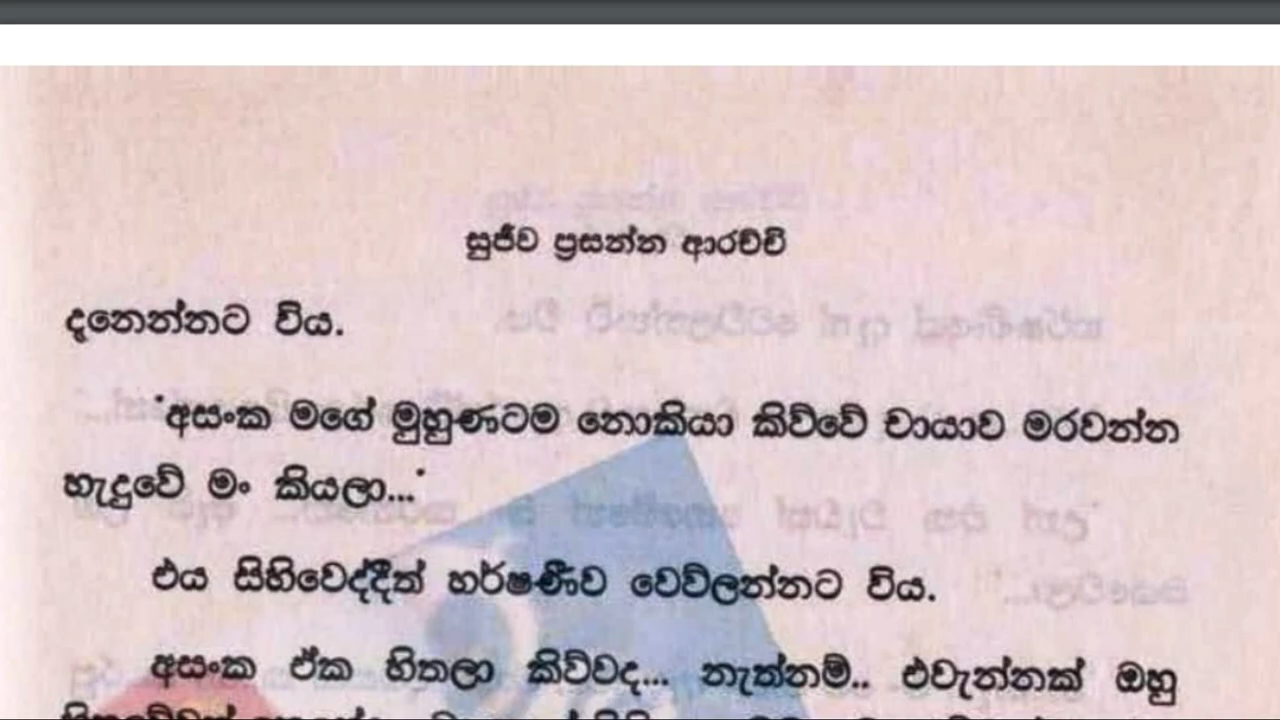 සුජීව ප්‍රසන්න ආරච්චි
දනෙන්නට විය.
'අසංක මගේ මුහුණටම නොකියා කිව්වේ චායාව මරවන්න
හැදුවේ මං කියලා...'
එය සිහිවෙද්දීත් හර්ෂණීව වෙව්ලන්නට විය.
අසංක ඒක හිතලා කිව්වද... නැත්නම්.. එවැන්නක් ඔහු